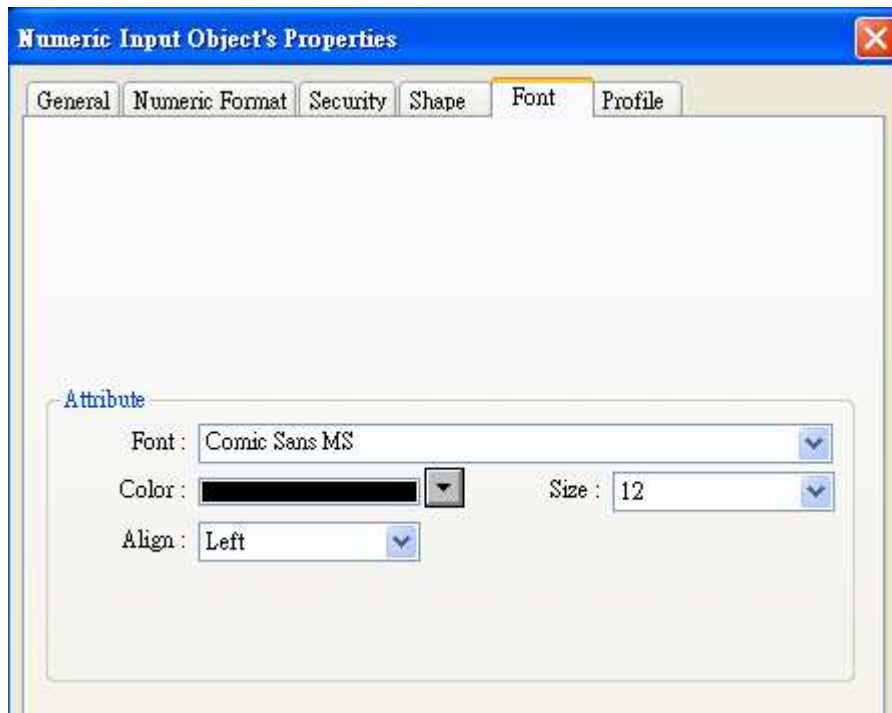 Numeric Input Object's Properties
General Numeric Format Security Shape Font Profile
Attribute
Font : Comic Sans MS
Color : Size : 12
Align : Left